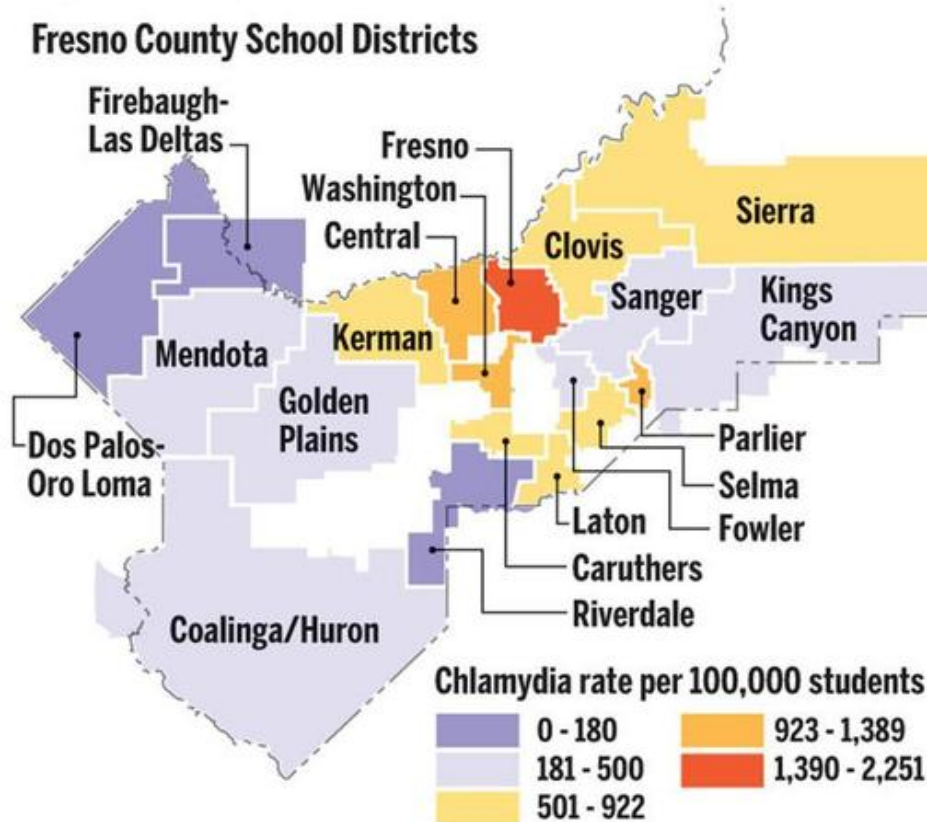 Fresno County School Districts
Firebaugh-
Las Deltas
Fresno
Washington
Central
Sierra
Clovis
Sanger
Kings
Canyon
Kerman
Mendota
Golden
Plains
Dos Palos-
Oro Loma
Parlier
Selma
Fowler
Laton
Caruthers
Riverdale
Coalinga/Huron
Chlamydia rate per 100,000 students
0 - 180
181 - 500
501 - 922
923 - 1,389
1,390 - 2,251